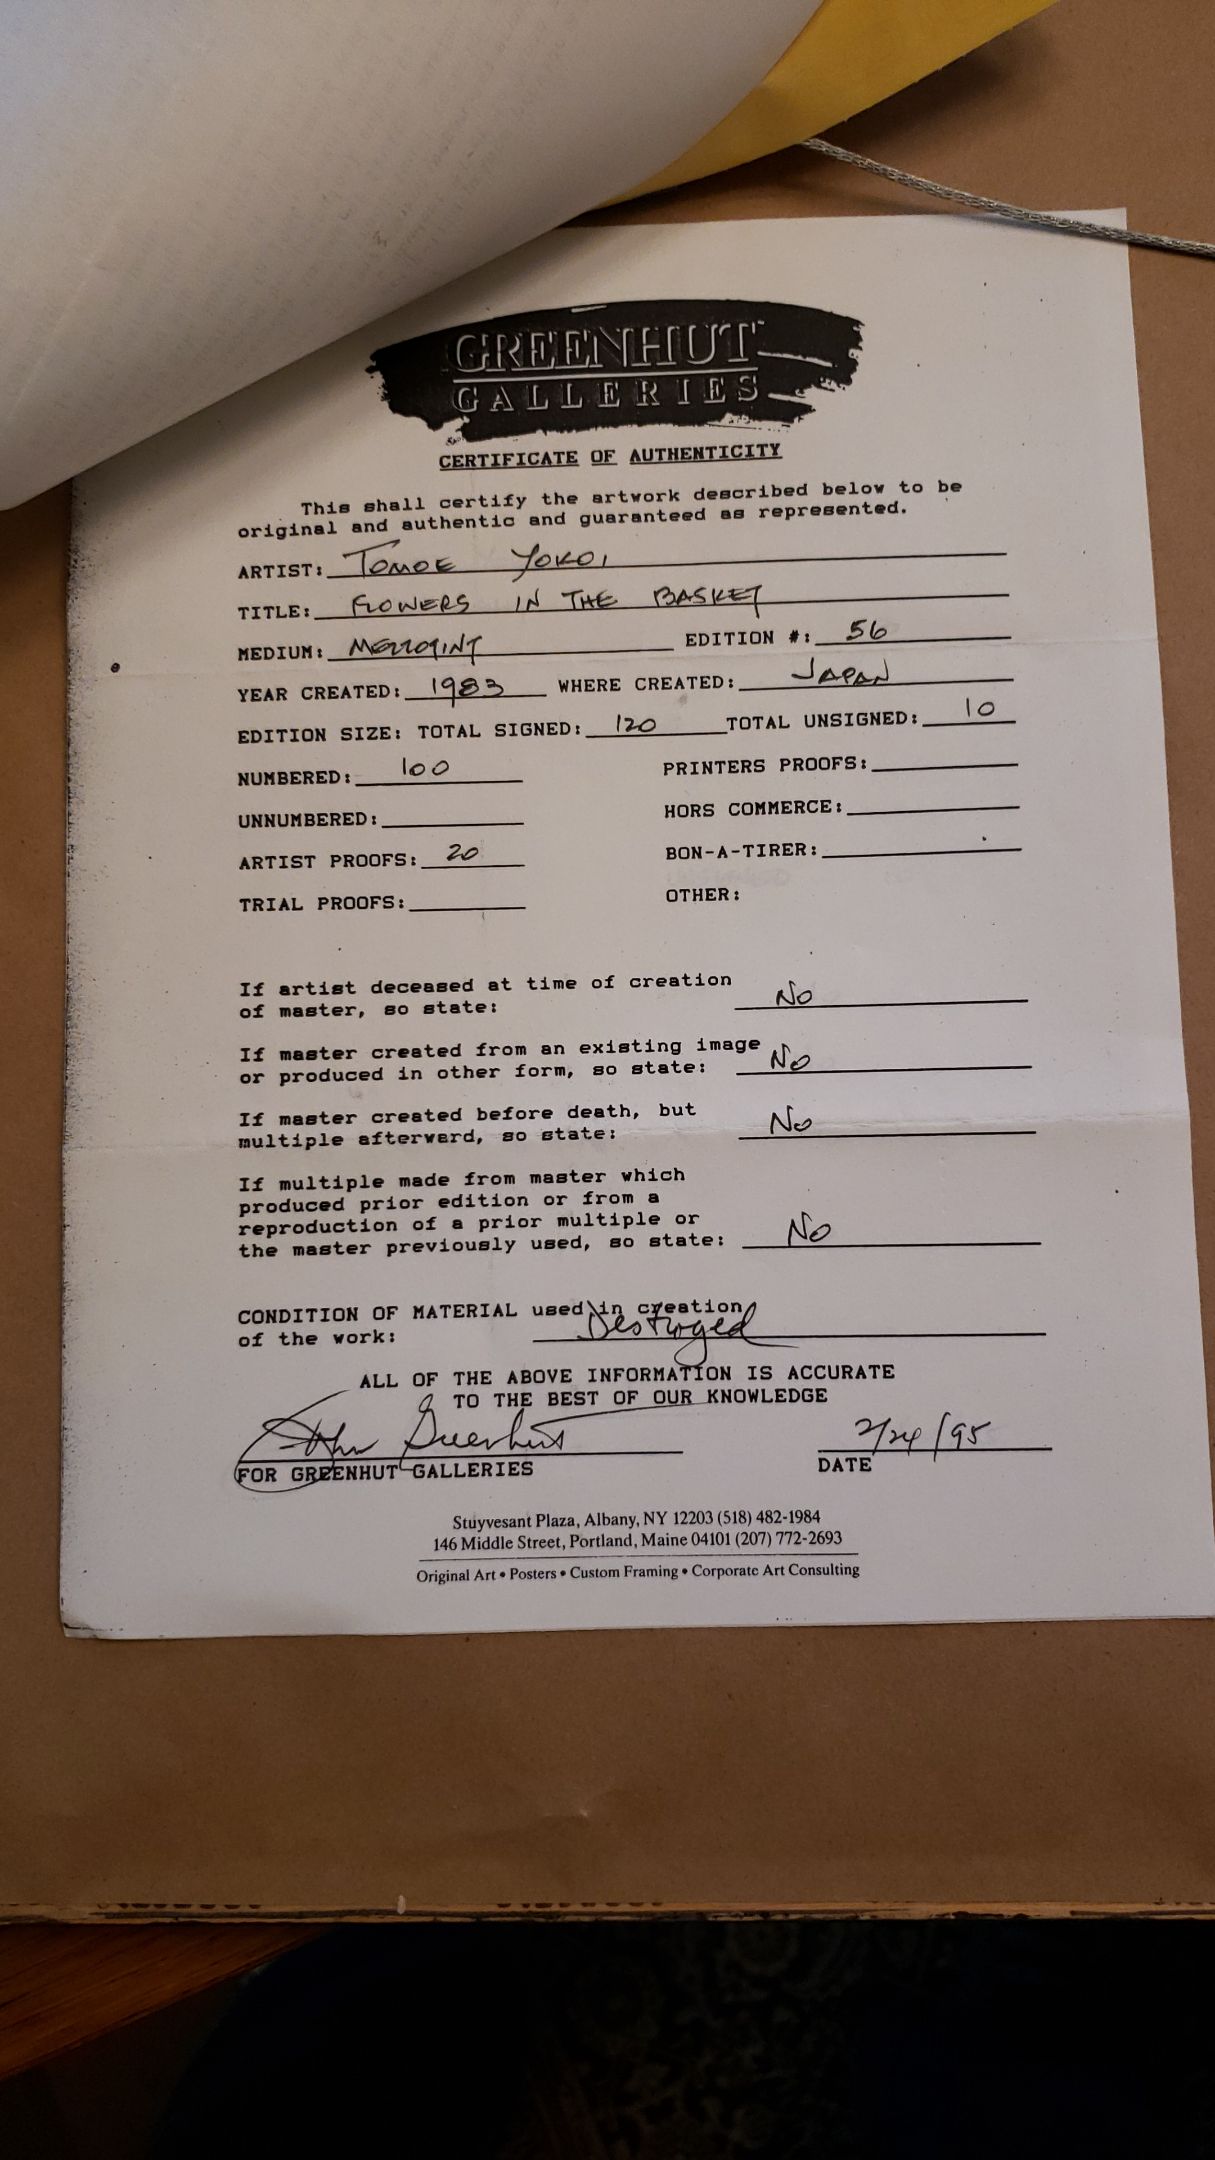 GREENHUT
GALLERIES
CERTIFICATE OF AUTHENTICITY
This shall certify the artwork described below to be
original and authentic and guaranteed as represented.
ARTIST: TOMOE YOKOI
TITLE: FLOWERS IN THE BASKET
MEDIUM: MEZZOTINT EDITION #: 56
YEAR CREATED: 1983 WHERE CREATED: JAPAN
EDITION SIZE: TOTAL SIGNED: 120 TOTAL UNSIGNED: 10
NUMBERED: 100 PRINTERS PROOFS:
UNNUMBERED: HORS COMMERCE:
ARTIST PROOFS: 20 BON-A-TIRER:
TRIAL PROOFS: OTHER:
If artist deceased at time of creation
of master, so state: No
If master created from an existing image
or produced in other form, so state: No
If master created before death, but
multiple afterward, so state: No
If multiple made from master which
produced prior edition or from a
reproduction of a prior multiple or
the master previously used, so state: No
CONDITION OF MATERIAL used in creation
of the work: Destroyed
ALL OF THE ABOVE INFORMATION IS ACCURATE
TO THE BEST OF OUR KNOWLEDGE
Greenhut 2/24/95
FOR GREENHUT GALLERIES DATE
Stuyvesant Plaza, Albany, NY 12203 (518) 482-1984
146 Middle Street, Portland, Maine 04101 (207) 772-2693
Original Art • Posters • Custom Framing • Corporate Art Consulting